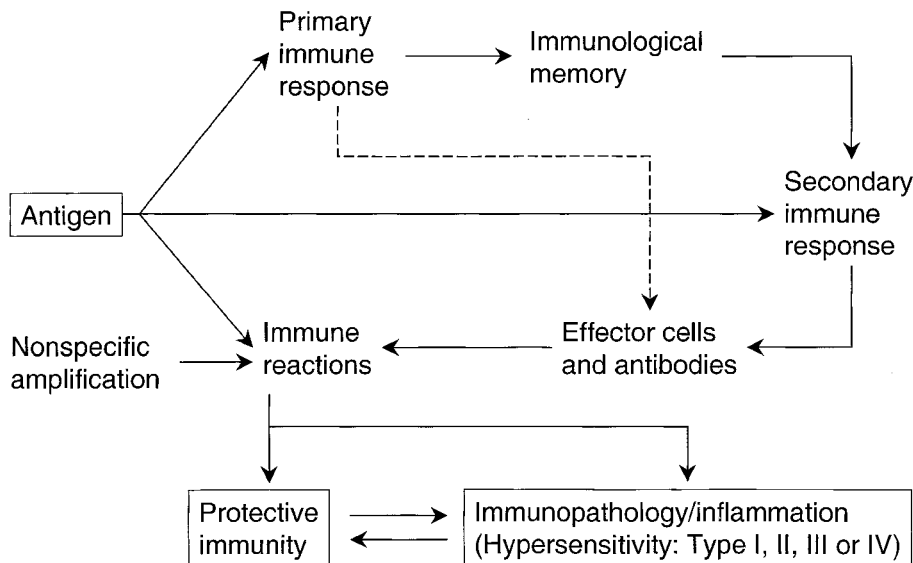 Primary
immune
response
Immunological
memory
Antigen
Secondary
immune
response
Nonspecific
amplification
Immune
reactions
Effector cells
and antibodies
Protective
immunity
Immunopathology/inflammation
(Hypersensitivity: Type I, II, III or IV)